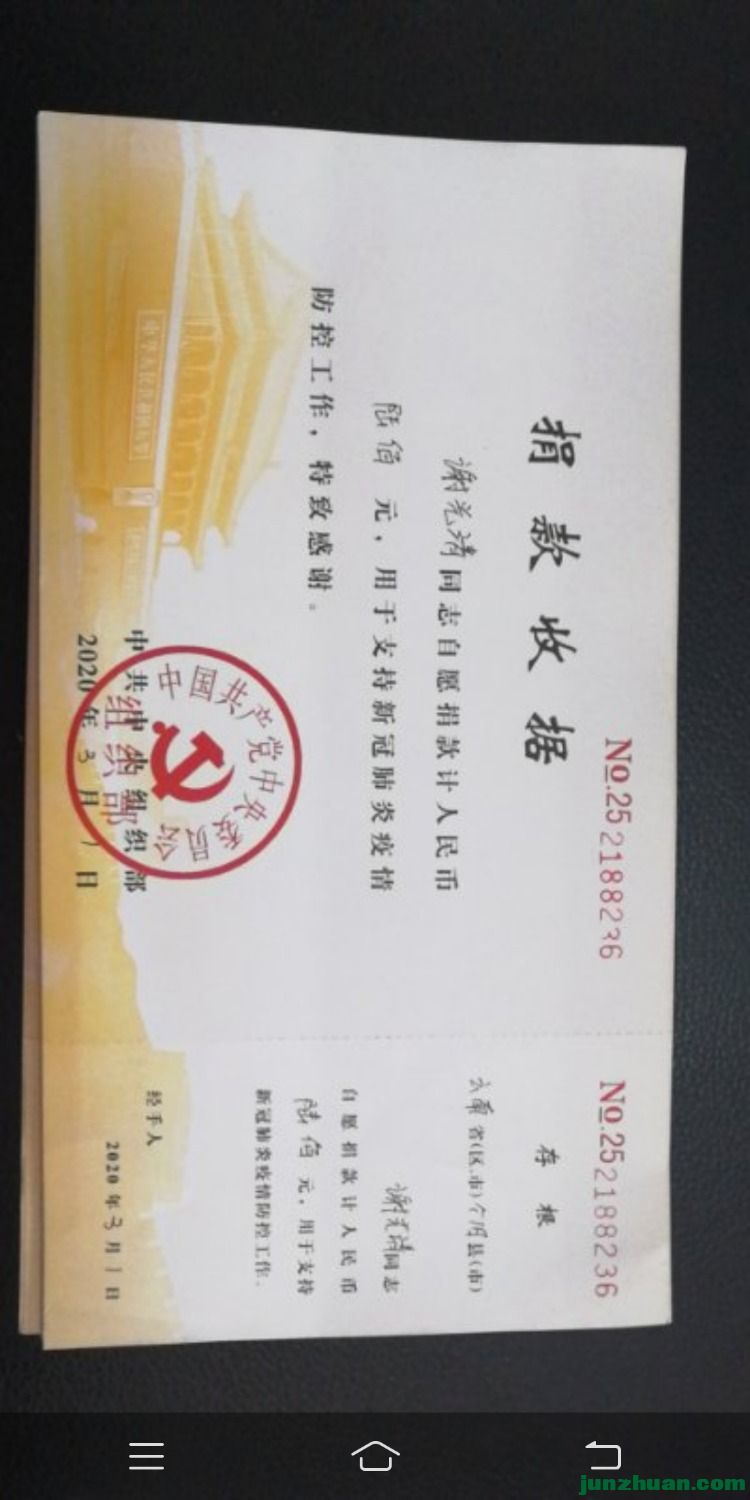 No.252188236
捐款收据
谢光清同志自愿捐款计人民币
陆佰元,用于支持新冠肺炎疫情
防控工作,特致感谢。
中共中央组织部
2020年3月1日
中国共产党中央委员会
组织部
No.252188236
存根
云南省(区、市)个旧县(市)
谢光清同志
自愿捐款计人民币
陆佰元,用于支持
新冠肺炎疫情防控工作。
经手人
2020年3月1日
junzhuan.com